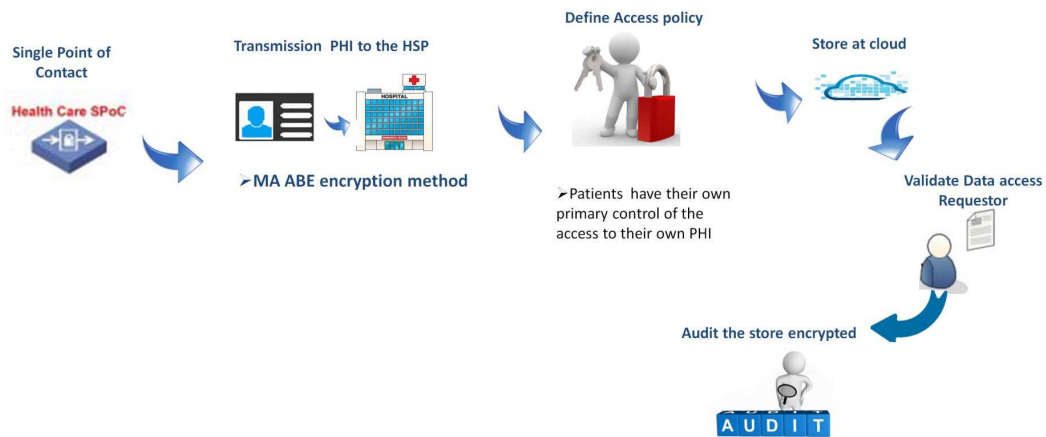 Single Point of
Contact
Health Care SPoC
Transmission PHI to the HSP
HOSPITAL
➢MA ABE encryption method
Define Access policy
➢Patients have their own
primary control of the
access to their own PHI
Store at cloud
Validate Data access
Requestor
Audit the store encrypted
AUDIT